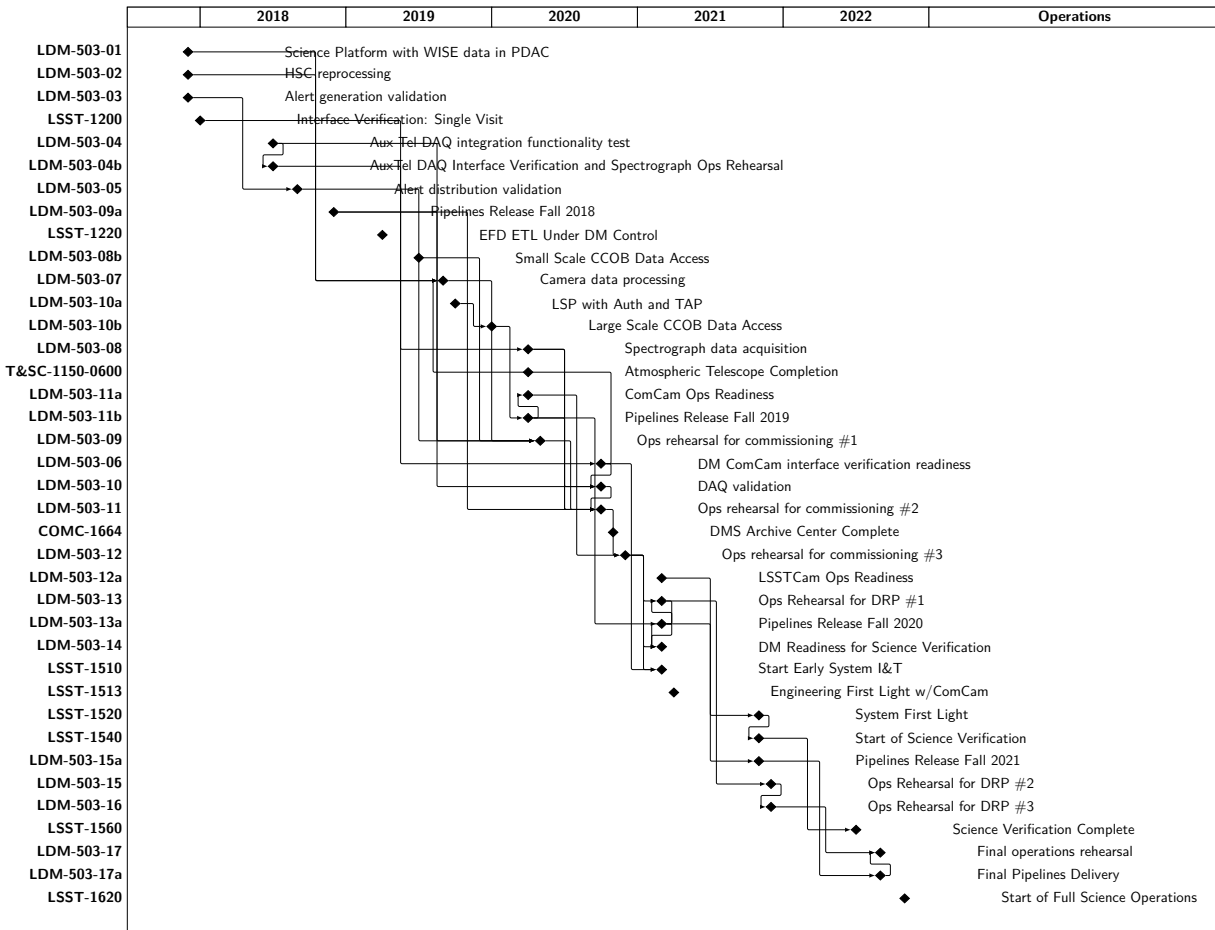 2018 2019 2020 2021 2022 Operations
LDM-503-01 Science Platform with WISE data in PDAC
LDM-503-02 HSC reprocessing
LDM-503-03 Alert generation validation
LSST-1200 Interface Verification: Single Visit
LDM-503-04 Aux Tel DAQ integration functionality test
LDM-503-04b AuxTel DAQ Interface Verification and Spectrograph Ops Rehearsal
LDM-503-05 Alert distribution validation
LDM-503-09a Pipelines Release Fall 2018
LSST-1220 EFD ETL Under DM Control
LDM-503-08b Small Scale CCOB Data Access
LDM-503-07 Camera data processing
LDM-503-10a LSP with Auth and TAP
LDM-503-10b Large Scale CCOB Data Access
LDM-503-08 Spectrograph data acquisition
T&SC-1150-0600 Atmospheric Telescope Completion
LDM-503-11a ComCam Ops Readiness
LDM-503-11b Pipelines Release Fall 2019
LDM-503-09 Ops rehearsal for commissioning #1
LDM-503-06 DM ComCam interface verification readiness
LDM-503-10 DAQ validation
LDM-503-11 Ops rehearsal for commissioning #2
COMC-1664 DMS Archive Center Complete
LDM-503-12 Ops rehearsal for commissioning #3
LDM-503-12a LSSTCam Ops Readiness
LDM-503-13 Ops Rehearsal for DRP #1
LDM-503-13a Pipelines Release Fall 2020
LDM-503-14 DM Readiness for Science Verification
LSST-1510 Start Early System I&T
LSST-1513 Engineering First Light w/ComCam
LSST-1520 System First Light
LSST-1540 Start of Science Verification
LDM-503-15a Pipelines Release Fall 2021
LDM-503-15 Ops Rehearsal for DRP #2
LDM-503-16 Ops Rehearsal for DRP #3
LSST-1560 Science Verification Complete
LDM-503-17 Final operations rehearsal
LDM-503-17a Final Pipelines Delivery
LSST-1620 Start of Full Science Operations